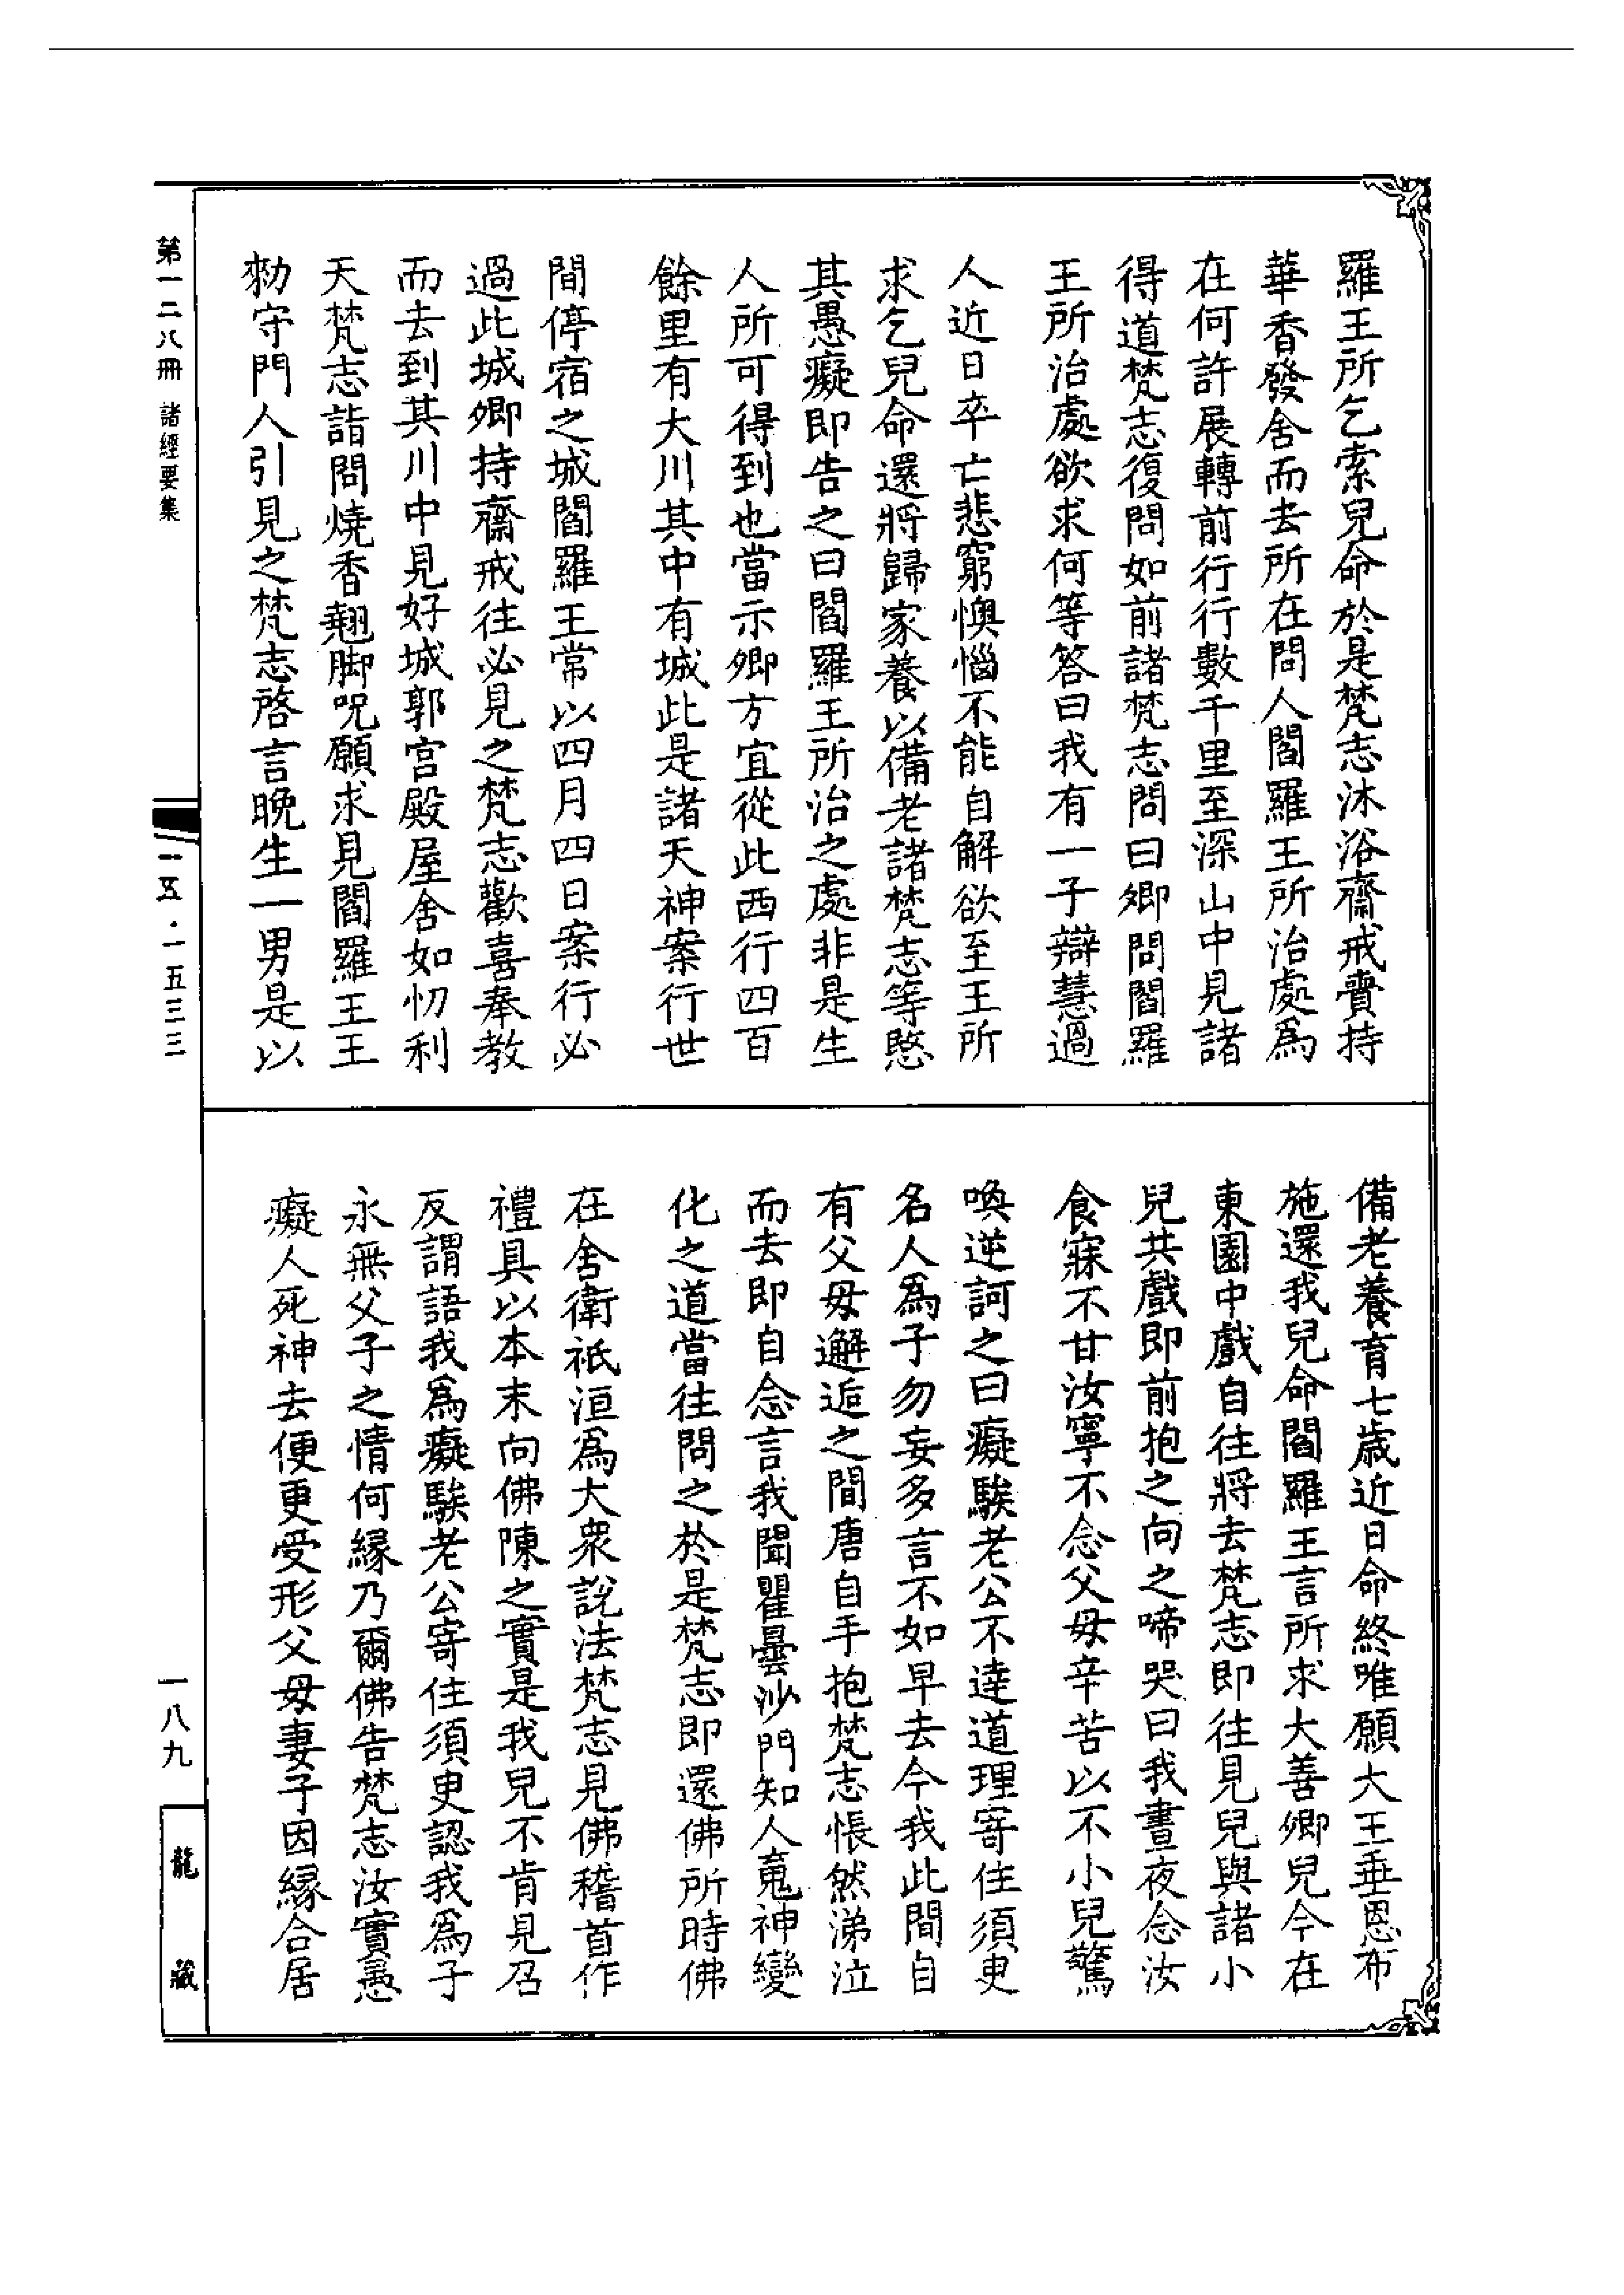 羅王所乞索兒命於是梵志沐浴齋戒賷持
華香發舍而去所在問人閻羅王所治處爲
在何許展轉前行行數千里至深山中見諸
得道梵志復問如前諸梵志問曰卿問閻羅
王所治處欲求何等答曰我有一子辯慧過
人近日卒亡悲窮懊惱不能自解欲至王所
求乞兒命還將歸家養以備老諸梵志等愍
其愚癡即告之曰閻羅王所治之處非是生
人所可得到也當示卿方宜從此西行四百
餘里有大川其中有城此是諸天神案行世
間停宿之城閻羅王常以四月四日案行必
過此城卿持齋戒往必見之梵志歡喜奉教
而去到其川中見好城郭宮殿屋舍如忉利
天梵志詣問燒香翹脚呪願求見閻羅王王
勑守門人引見之梵志啓言晚生一男是以
備老養育七歲近日命終唯願大王垂恩布
施還我兒命閻羅王言所求大善卿兒今在
東園中戲自往將去梵志即往見兒與諸小
兒共戲即前抱之向之啼哭曰我晝夜念汝
食寐不甘汝寧不念父母辛苦以不小兒驚
喚逆訶之曰癡騃老公不達道理寄住須臾
名人爲子勿妄多言不如早去今我此間自
有父母邂逅之間唐自手抱梵志悵然涕泣
而去即自念言我聞瞿曇沙門知人䰟神變
化之道當往問之於是梵志即還佛所時佛
在舍衛祇洹爲大衆說法梵志見佛稽首作
禮具以本末向佛陳之實是我兒不肯見召
反謂語我爲癡騃老公寄住須臾認我爲子
永無父子之情何緣乃爾佛告梵志汝實愚
癡人死神去便更受形父母妻子因緣合居
第一二八冊 諸經要集
一五·一五三三
一八九
龍藏